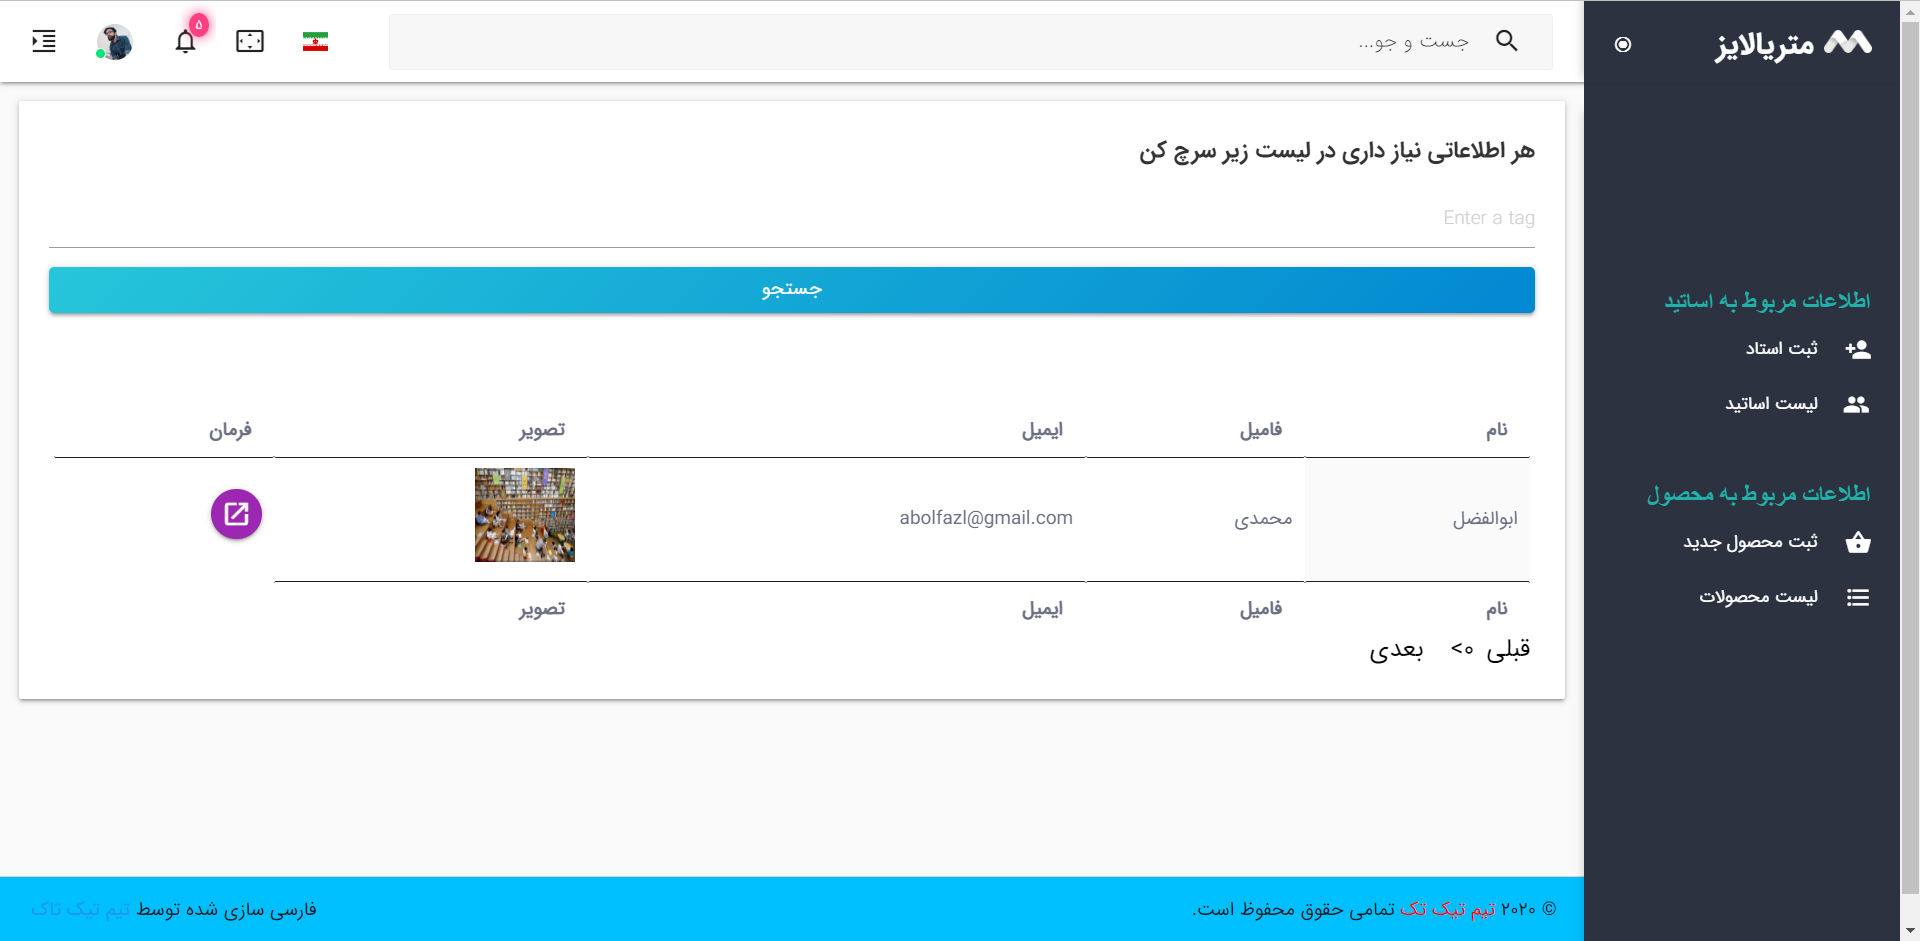 متریالایز
جست و جو...
۵
اطلاعات مربوط به اساتید
ثبت استاد
لیست اساتید
اطلاعات مربوط به محصول
ثبت محصول جدید
لیست محصولات
هر اطلاعاتی نیاز داری در لیست زیر سرچ کن
Enter a tag
جستجو
نام فامیل ایمیل تصویر فرمان
ابوالفضل محمدی abolfazl@gmail.com
نام فامیل ایمیل تصویر
قبلی ۰> بعدی
© ۲۰۲۰ تیم تیک تک تمامی حقوق محفوظ است.
فارسی سازی شده توسط تیم تیک تاک